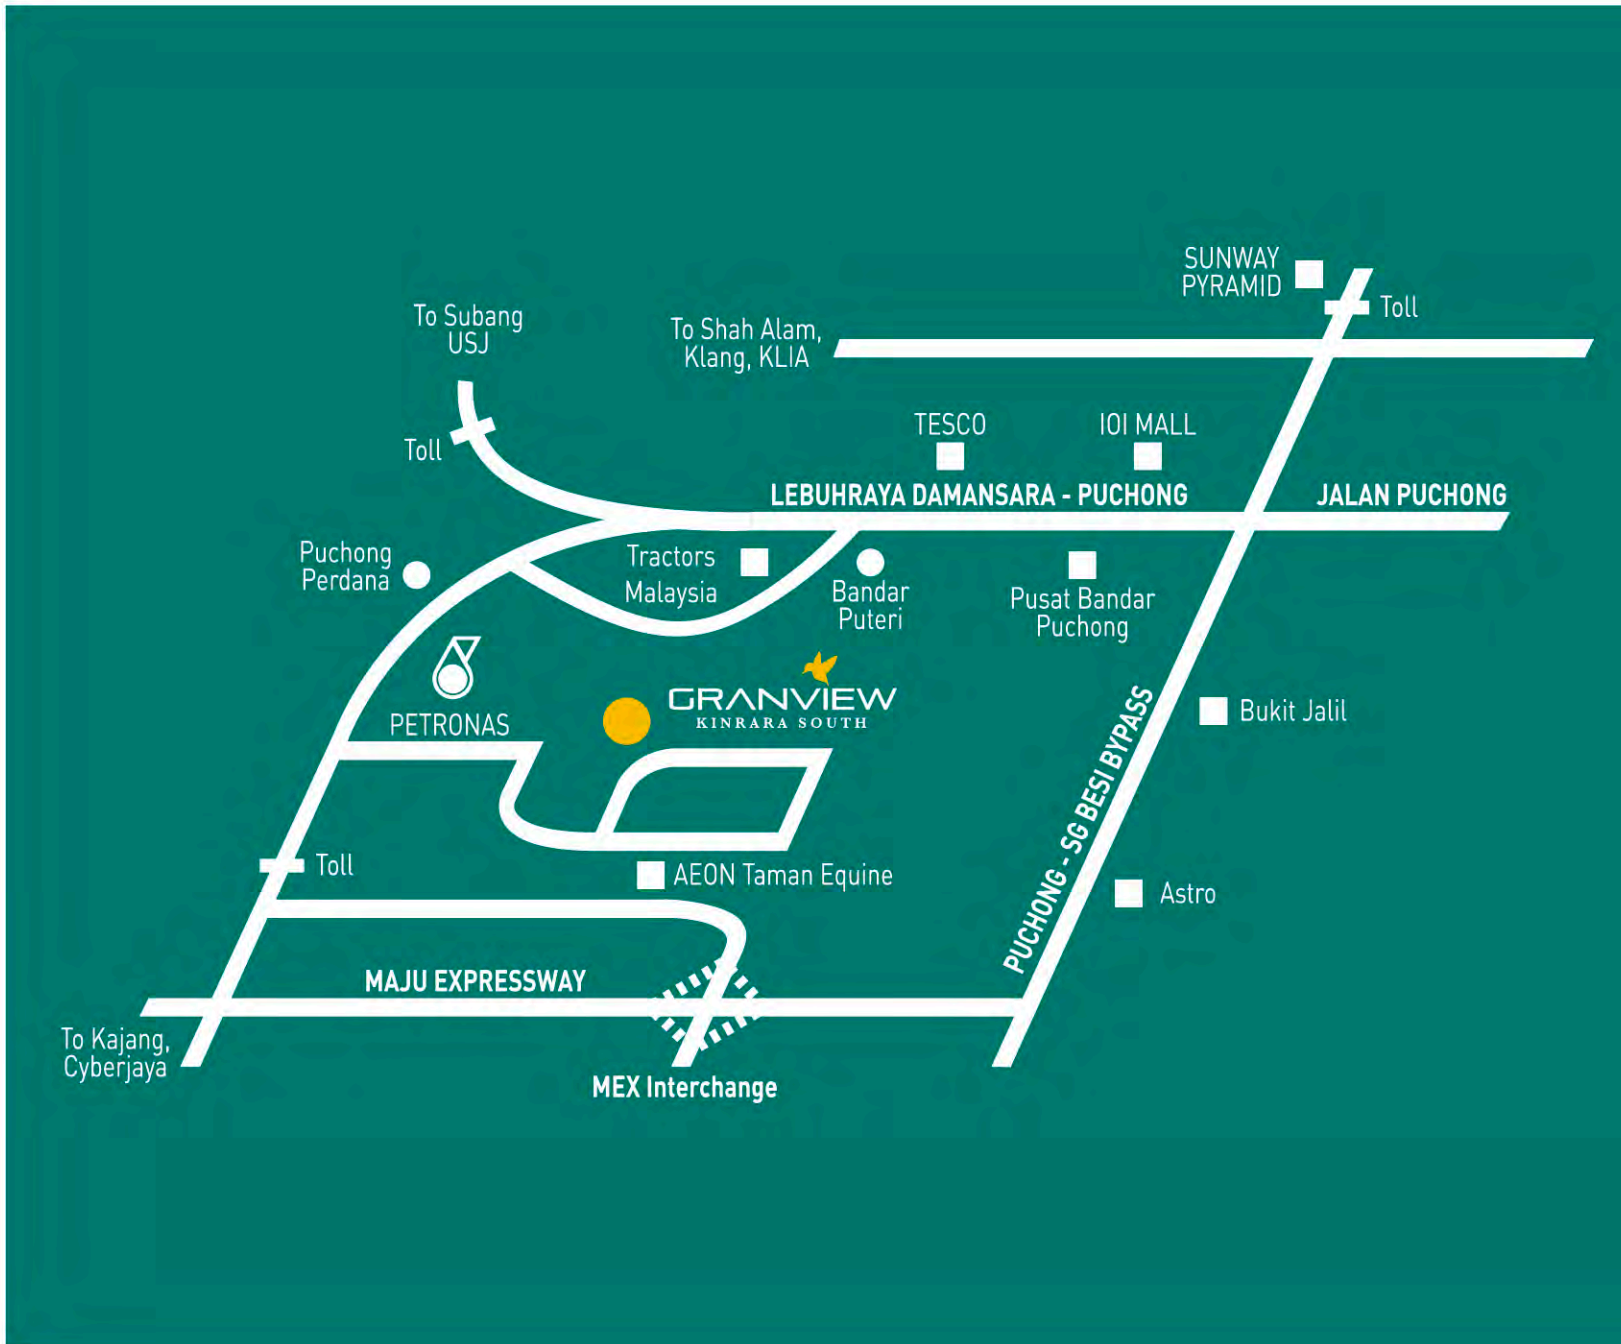 SUNWAY
PYRAMID
Toll
To Subang
USJ
To Shah Alam,
Klang, KLIA
TESCO
IOI MALL
Toll
LEBUHRAYA DAMANSARA - PUCHONG
JALAN PUCHONG
Puchong
Perdana
Tractors
Malaysia
Bandar
Puteri
Pusat Bandar
Puchong
PETRONAS
GRANVIEW
KINRARA SOUTH
Bukit Jalil
PUCHONG - SG BESI BYPASS
Toll
AEON Taman Equine
Astro
MAJU EXPRESSWAY
To Kajang,
Cyberjaya
MEX Interchange